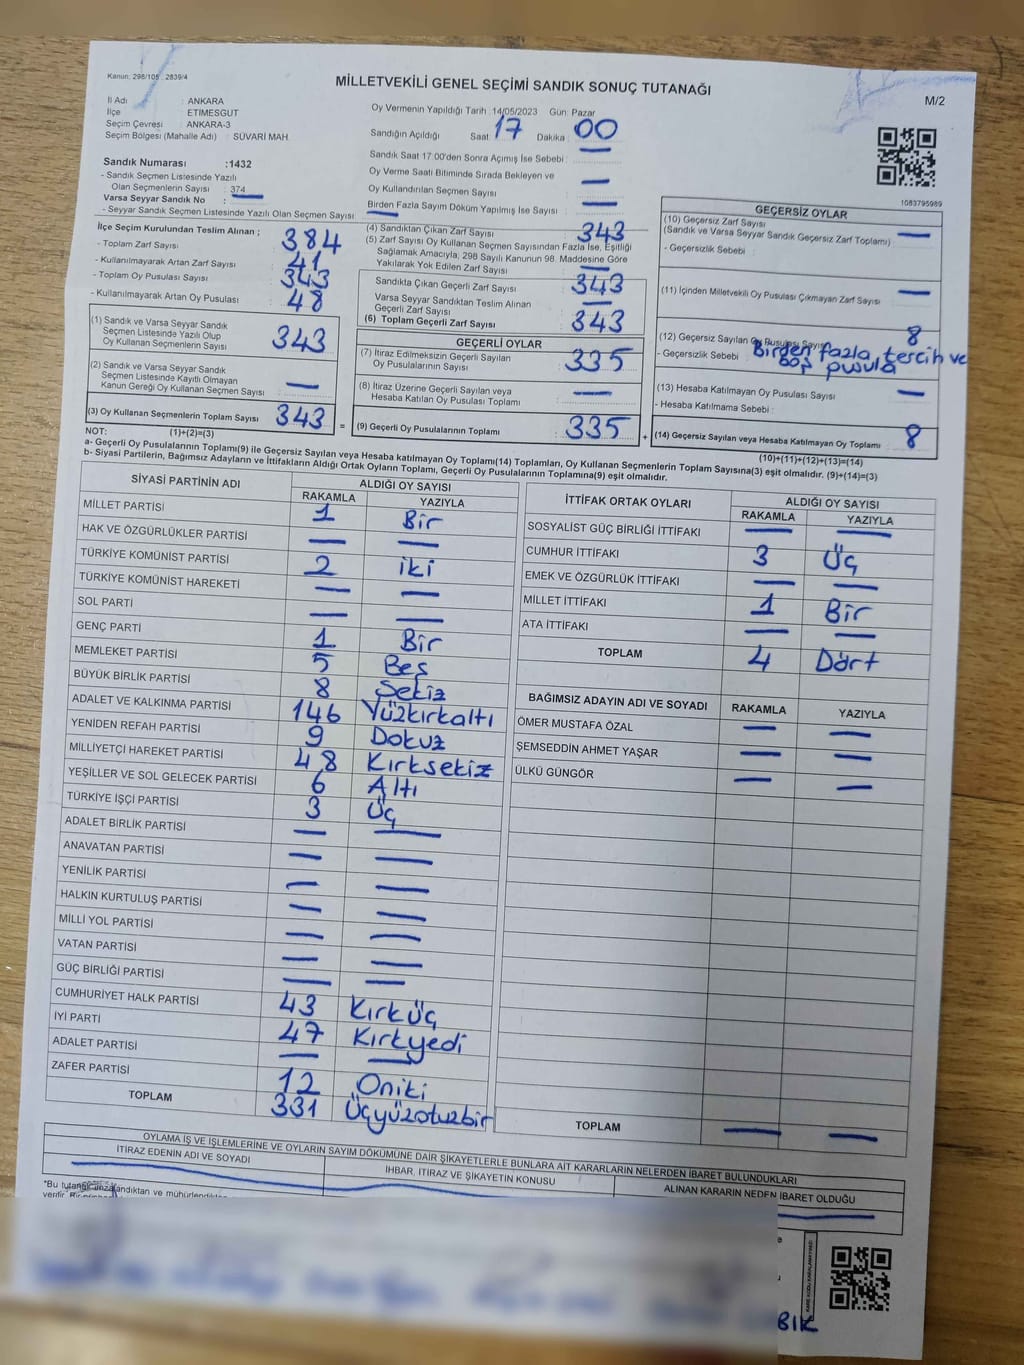 Kanun: 298/105 , 2839/4
MİLLETVEKİLİ GENEL SEÇİMİ SANDIK SONUÇ TUTANAĞI
M/2
İl Adı : ANKARA
İlçe : ETIMESGUT
Seçim Çevresi : ANKARA-3
Seçim Bölgesi (Mahalle Adı) : SÜVARİ MAH.
Oy Vermenin Yapıldığı Tarih : 14/05/2023 Gün: Pazar
Sandığın Açıldığı Saat : 17 Dakika : 00
Sandık Saat 17.00'den Sonra Açılmış İse Sebebi : —
Oy Verme Saati Bitiminde Sırada Bekleyen ve
Oy Kullandırılan Seçmen Sayısı : —
Birden Fazla Sayım Döküm Yapılmış İse Sayısı : —
Sandık Numarası : 1432
- Sandık Seçmen Listesinde Yazılı
Olan Seçmenlerin Sayısı : 374
Varsa Seyyar Sandık No : —
- Seyyar Sandık Seçmen Listesinde Yazılı Olan Seçmen Sayısı : —
İlçe Seçim Kurulundan Teslim Alınan ;
- Toplam Zarf Sayısı : 384
- Kullanılmayarak Artan Zarf Sayısı : 41
- Toplam Oy Pusulası Sayısı : 343
- Kullanılmayarak Artan Oy Pusulası : 48
(1) Sandık ve Varsa Seyyar Sandık
Seçmen Listesinde Yazılı Olup
Oy Kullanan Seçmenlerin Sayısı : 343
(2) Sandık ve Varsa Seyyar Sandık
Seçmen Listesinde Kayıtlı Olmayan
Kanun Gereği Oy Kullanan Seçmen Sayısı : —
(3) Oy Kullanan Seçmenlerin Toplam Sayısı : 343
(4) Sandıktan Çıkan Zarf Sayısı : 343
(5) Zarf Sayısı Oy Kullanan Seçmen Sayısından Fazla İse, Eşitliği
Sağlamak Amacıyla, 298 Sayılı Kanunun 98. Maddesine Göre
Yakılarak Yok Edilen Zarf Sayısı : —
Sandıkta Çıkan Geçerli Zarf Sayısı : 343
Varsa Seyyar Sandıktan Teslim Alınan
Geçerli Zarf Sayısı : —
(6) Toplam Geçerli Zarf Sayısı : 343
GEÇERLİ OYLAR
(7) İtiraz Edilmeksizin Geçerli Sayılan
Oy Pusulalarının Sayısı : 335
(8) İtiraz Üzerine Geçerli Sayılan veya
Hesaba Katılan Oy Pusulası Toplamı : —
= (9) Geçerli Oy Pusulalarının Toplamı : 335
1083795989
GEÇERSİZ OYLAR
(10) Geçersiz Zarf Sayısı
(Sandık ve Varsa Seyyar Sandık Geçersiz Zarf Toplamı) : —
- Geçersizlik Sebebi :
(11) İçinden Milletvekili Oy Pusulası Çıkmayan Zarf Sayısı : —
(12) Geçersiz Sayılan Oy Pusulası Sayısı : 8
- Geçersizlik Sebebi : Birden fazla tercih ve
boş pusula
(13) Hesaba Katılmayan Oy Pusulası Sayısı : —
- Hesaba Katılmama Sebebi :
+ (14) Geçersiz Sayılan veya Hesaba Katılmayan Oy Toplamı : 8
NOT: (1)+(2)=(3)
(10)+(11)+(12)+(13)=(14)
a- Geçerli Oy Pusulalarının Toplamı(9) ile Geçersiz Sayılan veya Hesaba katılmayan Oy Toplamı(14) Toplamları, Oy Kullanan Seçmenlerin Toplam Sayısına(3) eşit olmalıdır. (9)+(14)=(3)
b- Siyasi Partilerin, Bağımsız Adayların ve İttifakların Aldığı Ortak Oyların Toplamı, Geçerli Oy Pusulalarının Toplamına(9) eşit olmalıdır.
SİYASİ PARTİNİN ADI ALDIĞI OY SAYISI
RAKAMLA YAZIYLA
MİLLET PARTİSİ 1 Bir
HAK VE ÖZGÜRLÜKLER PARTİSİ — —
TÜRKİYE KOMÜNİST PARTİSİ 2 iki
TÜRKİYE KOMÜNİST HAREKETİ — —
SOL PARTİ — —
GENÇ PARTİ 1 Bir
MEMLEKET PARTİSİ 5 Beş
BÜYÜK BİRLİK PARTİSİ 8 Sekiz
ADALET VE KALKINMA PARTİSİ 146 Yüzkırkaltı
YENİDEN REFAH PARTİSİ 9 Dokuz
MİLLİYETÇİ HAREKET PARTİSİ 48 Kırksekiz
YEŞİLLER VE SOL GELECEK PARTİSİ 6 Altı
TÜRKİYE İŞÇİ PARTİSİ 3 Üç
ADALET BİRLİK PARTİSİ — —
ANAVATAN PARTİSİ — —
YENİLİK PARTİSİ — —
HALKIN KURTULUŞ PARTİSİ — —
MİLLİ YOL PARTİSİ — —
VATAN PARTİSİ — —
GÜÇ BİRLİĞİ PARTİSİ — —
CUMHURİYET HALK PARTİSİ 43 Kırküç
İYİ PARTİ 47 Kırkyedi
ADALET PARTİSİ — —
ZAFER PARTİSİ 12 Oniki
TOPLAM 331 Üçyüzotuzbir
İTTİFAK ORTAK OYLARI ALDIĞI OY SAYISI
RAKAMLA YAZIYLA
SOSYALİST GÜÇ BİRLİĞİ İTTİFAKI — —
CUMHUR İTTİFAKI 3 Üç
EMEK VE ÖZGÜRLÜK İTTİFAKI — —
MİLLET İTTİFAKI 1 Bir
ATA İTTİFAKI — —
TOPLAM 4 Dört
BAĞIMSIZ ADAYIN ADI VE SOYADI RAKAMLA YAZIYLA
ÖMER MUSTAFA ÖZAL — —
ŞEMSEDDİN AHMET YAŞAR — —
ÜLKÜ GÜNGÖR — —
TOPLAM — —
OYLAMA İŞ VE İŞLEMLERİNE VE OYLARIN SAYIM DÖKÜMÜNE DAİR ŞİKAYETLERLE BUNLARA AİT KARARLARIN NELERDEN İBARET BULUNDUKLARI
İTİRAZ EDENİN ADI VE SOYADI İHBAR, İTİRAZ VE ŞİKAYETİN KONUSU ALINAN KARARIN NEDEN İBARET OLDUĞU
*Bu tutanak imzalandıktan ve mühürlendikten